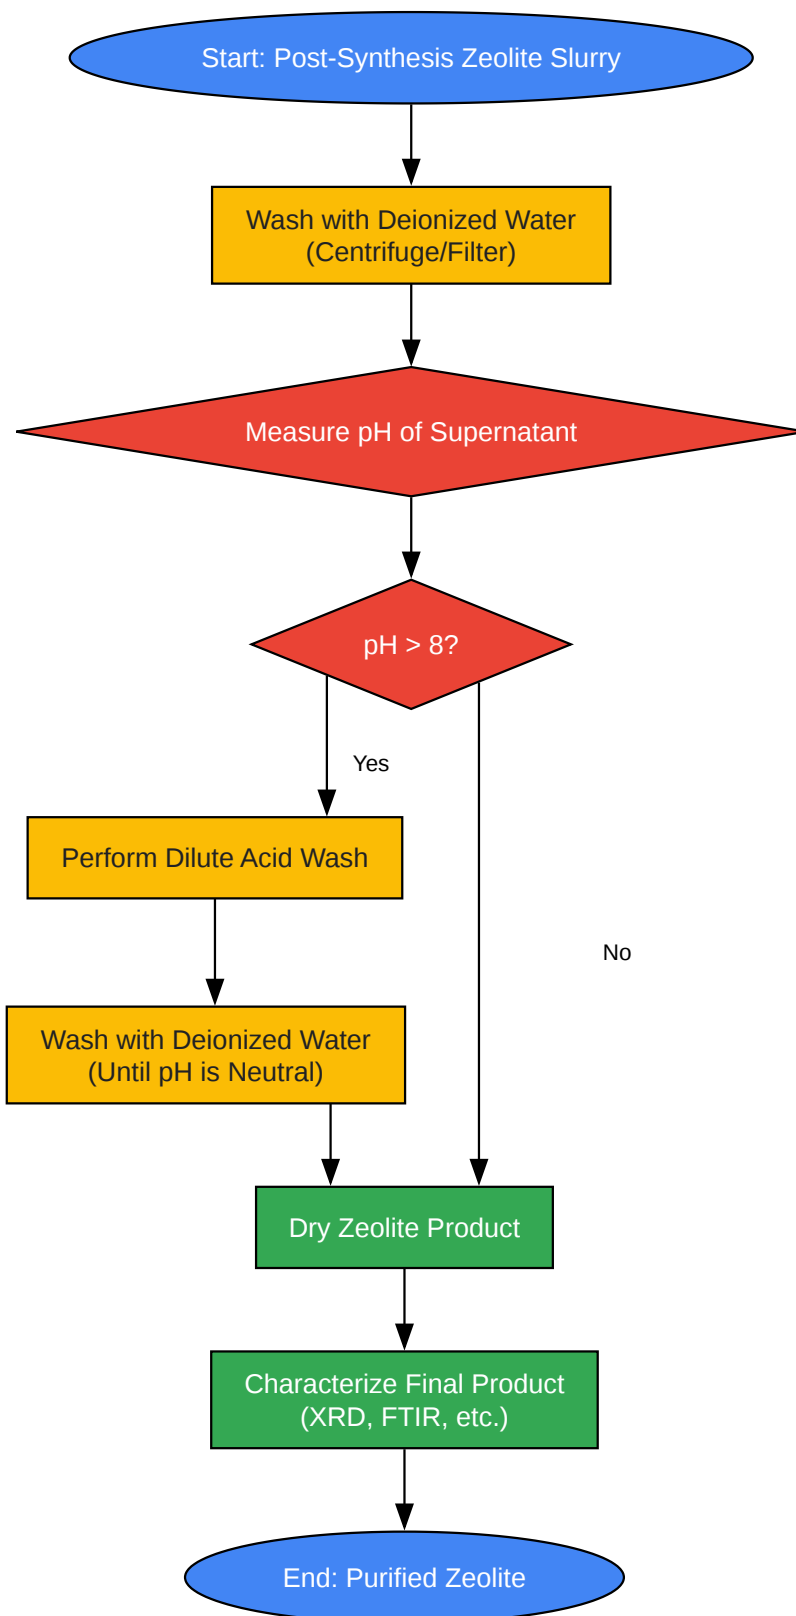 Start: Post-Synthesis Zeolite Slurry
Wash with Deionized Water
(Centrifuge/Filter)
Measure pH of Supernatant
pH > 8?
Yes
Perform Dilute Acid Wash
No
Wash with Deionized Water
(Until pH is Neutral)
Dry Zeolite Product
Characterize Final Product
(XRD, FTIR, etc.)
End: Purified Zeolite